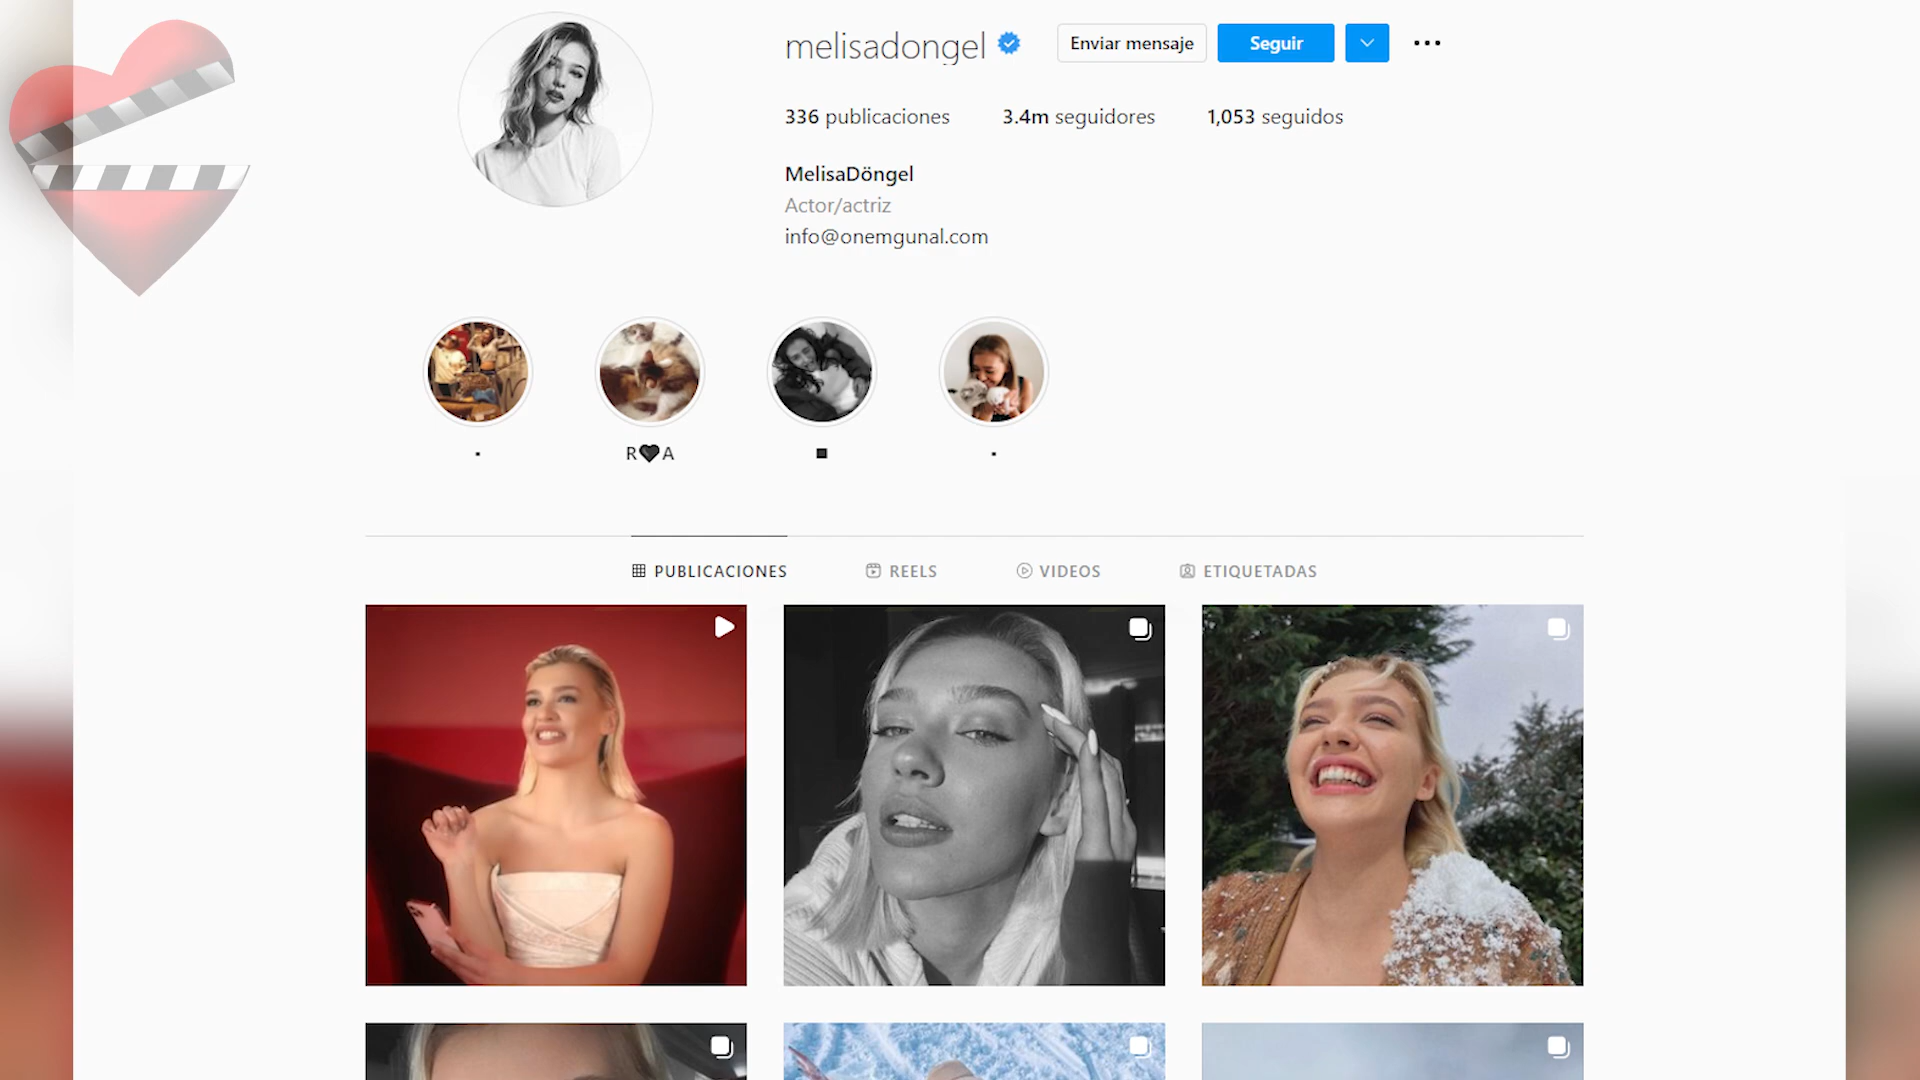 melisadongel
Enviar mensaje
Seguir
336 publicaciones
3.4m seguidores
1,053 seguidos
MelisaDöngel
Actor/actriz
info@onemgunal.com
R🖤A
PUBLICACIONES
REELS
VIDEOS
ETIQUETADAS